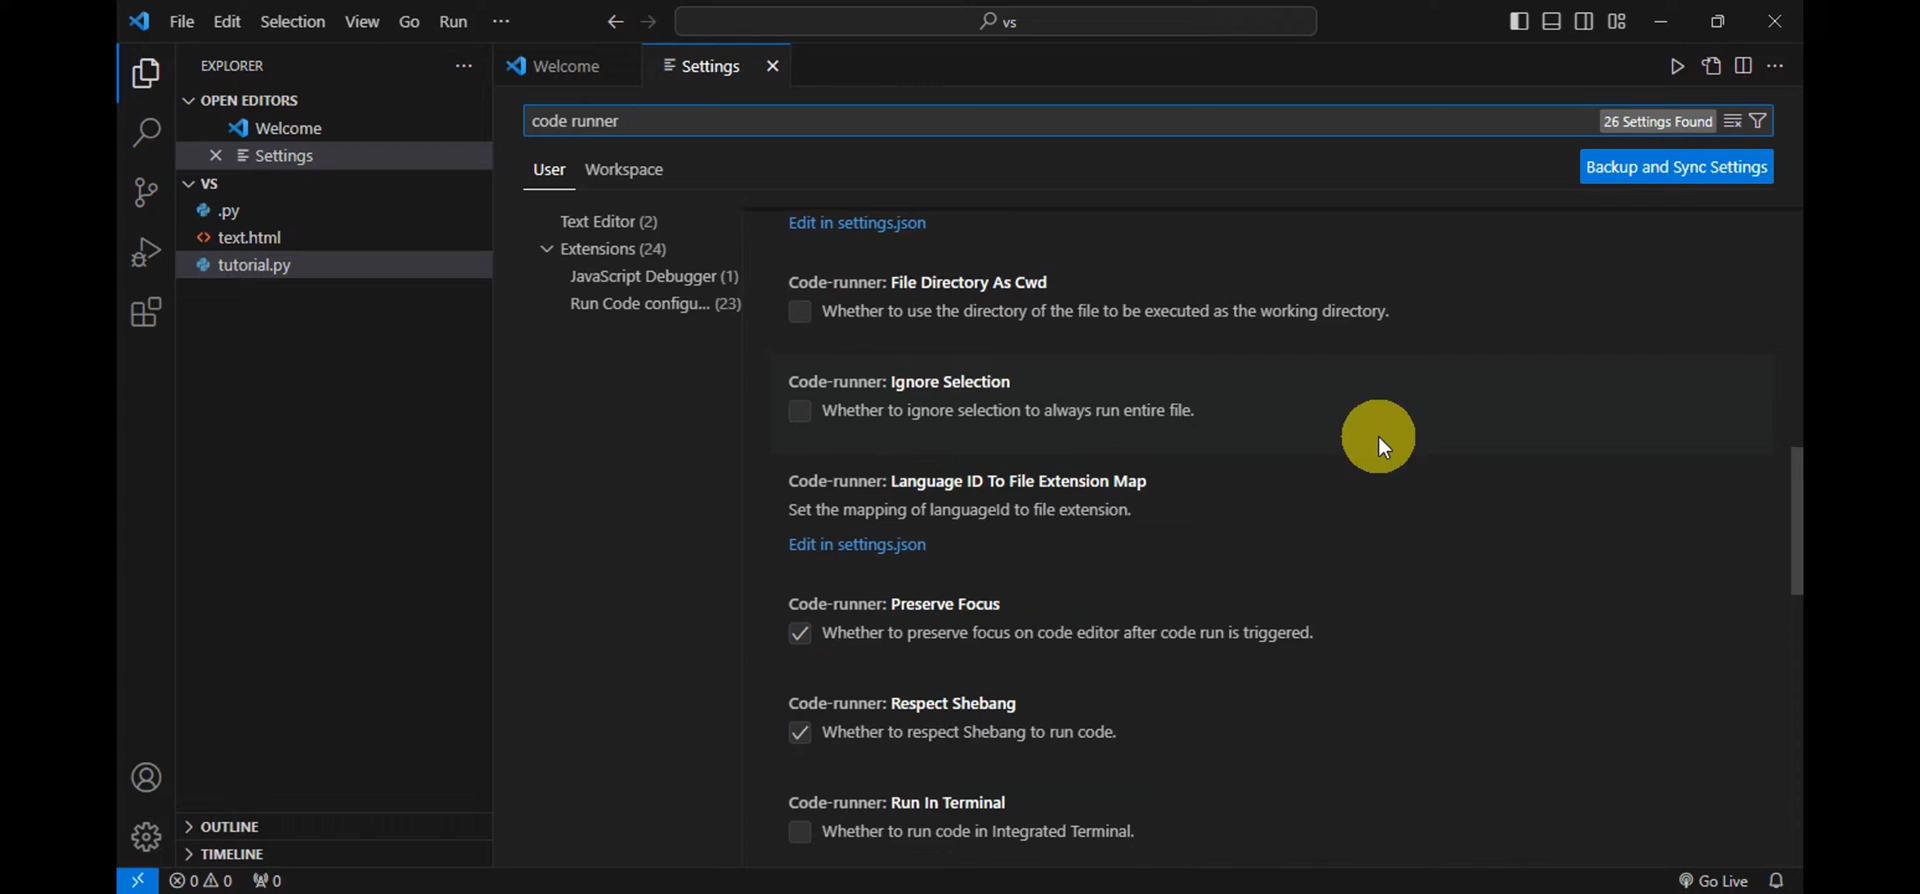 File Edit Selection View Go Run ···
vs
EXPLORER ···
Welcome
Settings
OPEN EDITORS
Welcome
Settings
VS
.py
text.html
tutorial.py
OUTLINE
TIMELINE
code runner
26 Settings Found
User Workspace
Backup and Sync Settings
Text Editor (2)
Extensions (24)
JavaScript Debugger (1)
Run Code configu... (23)
Edit in settings.json
Code-runner: File Directory As Cwd
Whether to use the directory of the file to be executed as the working directory.
Code-runner: Ignore Selection
Whether to ignore selection to always run entire file.
Code-runner: Language ID To File Extension Map
Set the mapping of languageId to file extension.
Edit in settings.json
Code-runner: Preserve Focus
Whether to preserve focus on code editor after code run is triggered.
Code-runner: Respect Shebang
Whether to respect Shebang to run code.
Code-runner: Run In Terminal
Whether to run code in Integrated Terminal.
0 0 0
Go Live